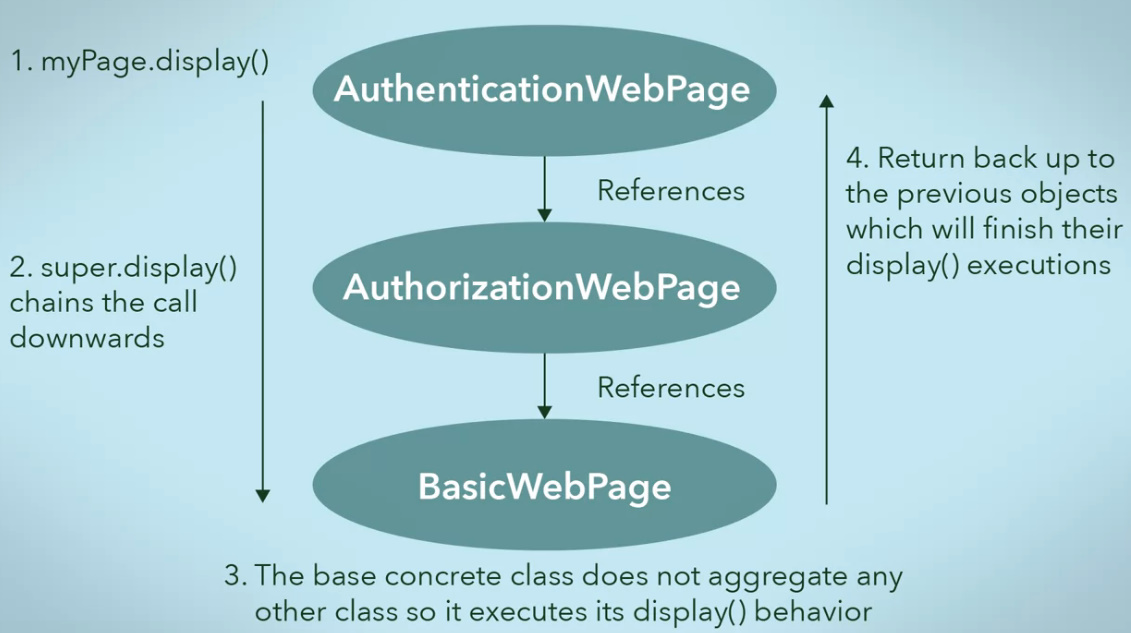 1. myPage.display()
AuthenticationWebPage
References
2. super.display()
chains the call
downwards
AuthorizationWebPage
4. Return back up to
the previous objects
which will finish their
display() executions
References
BasicWebPage
3. The base concrete class does not aggregate any
other class so it executes its display() behavior